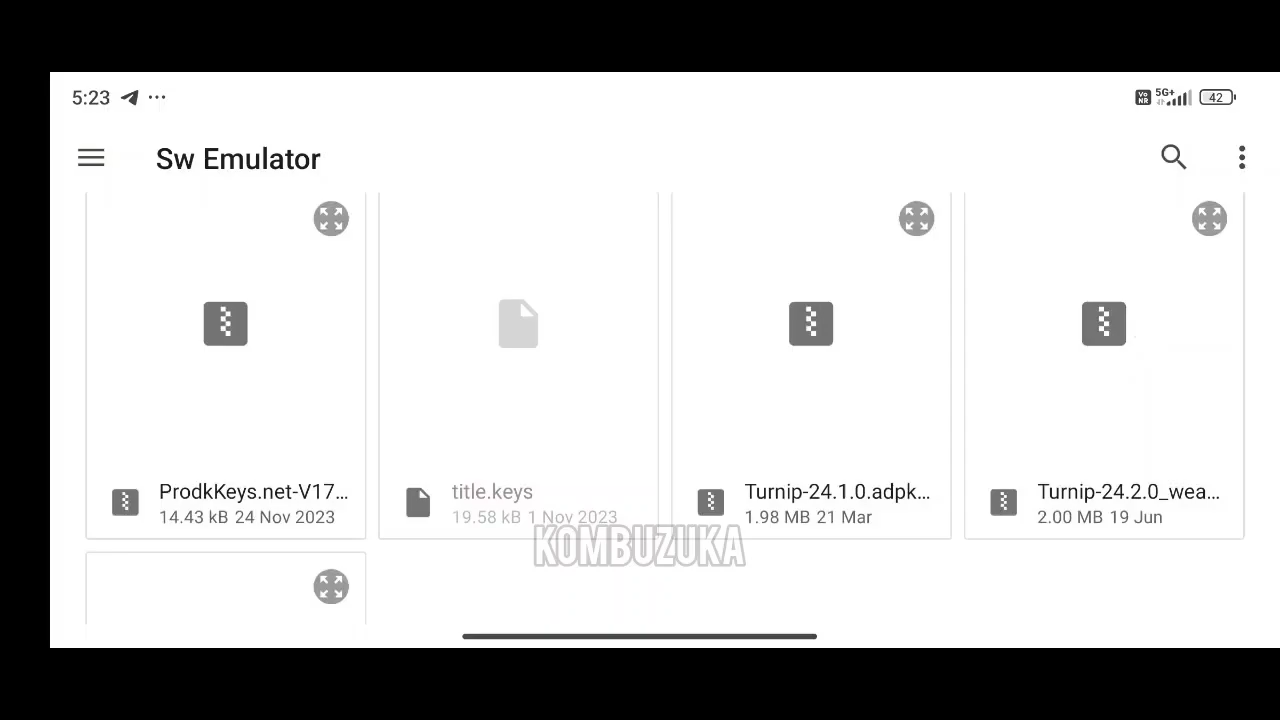 5:23
Vo NR 5G+ 42
Sw Emulator
ProdkKeys.net-V17...
14.43 kB 24 Nov 2023
title.keys
19.58 kB 1 Nov 2023
Turnip-24.1.0.adpk...
1.98 MB 21 Mar
Turnip-24.2.0_wea...
2.00 MB 19 Jun
KOMBUZUKA